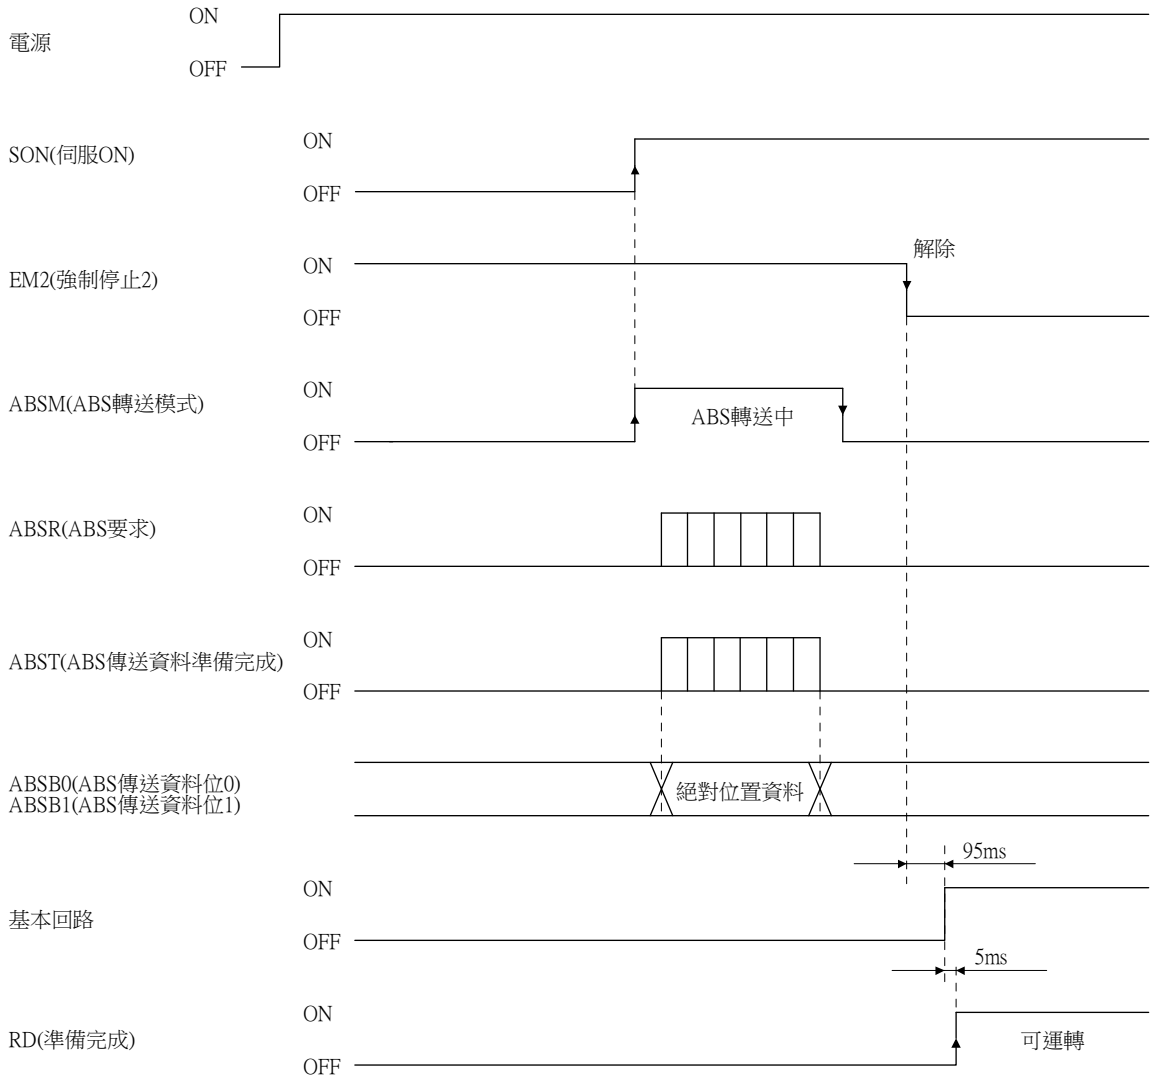 ON
電源
OFF
ON
SON(伺服ON)
OFF
解除
ON
EM2(強制停止2)
OFF
ON
ABSM(ABS轉送模式)
ABS轉送中
OFF
ON
ABSR(ABS要求)
OFF
ON
ABST(ABS傳送資料準備完成)
OFF
ABSB0(ABS傳送資料位0)
絕對位置資料
ABSB1(ABS傳送資料位1)
95ms
ON
基本回路
OFF
5ms
ON
RD(準備完成)
可運轉
OFF